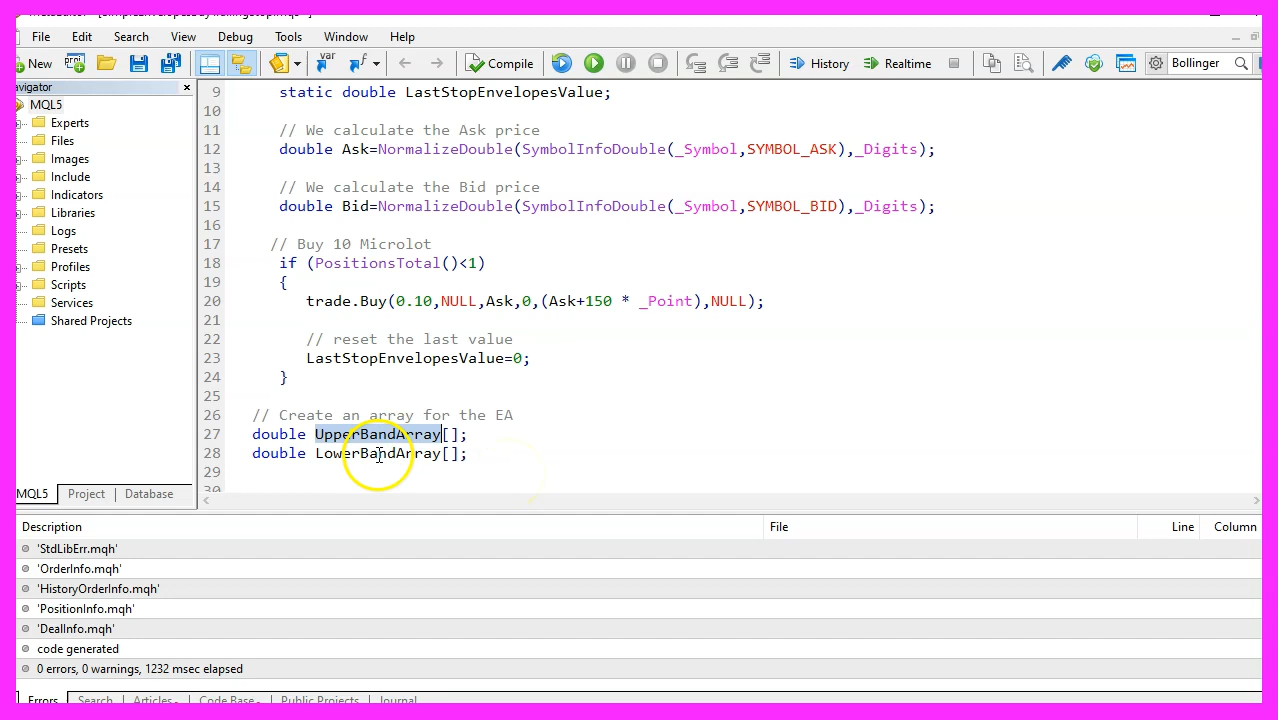 File Edit Search View Debug Tools Window Help
New var Compile History Realtime Bollinger
avigator
MQL5
Experts
Files
Images
Include
Indicators
Libraries
Logs
Presets
Profiles
Scripts
Services
Shared Projects
MQL5 Project Database
9 static double LastStopEnvelopesValue;
10
11 // We calculate the Ask price
12 double Ask=NormalizeDouble(SymbolInfoDouble(_Symbol,SYMBOL_ASK),_Digits);
13
14 // We calculate the Bid price
15 double Bid=NormalizeDouble(SymbolInfoDouble(_Symbol,SYMBOL_BID),_Digits);
16
17 // Buy 10 Microlot
18 if (PositionsTotal()<1)
19 {
20 trade.Buy(0.10,NULL,Ask,0,(Ask+150 * _Point),NULL);
21
22 // reset the last value
23 LastStopEnvelopesValue=0;
24 }
25
26 // Create an array for the EA
27 double UpperBandArray[];
28 double LowerBandArray[];
29
30
Description File Line Column
'StdLibErr.mqh'
'OrderInfo.mqh'
'HistoryOrderInfo.mqh'
'PositionInfo.mqh'
'DealInfo.mqh'
code generated
0 errors, 0 warnings, 1232 msec elapsed
Errors Search Articles Code Base Public Projects Journal